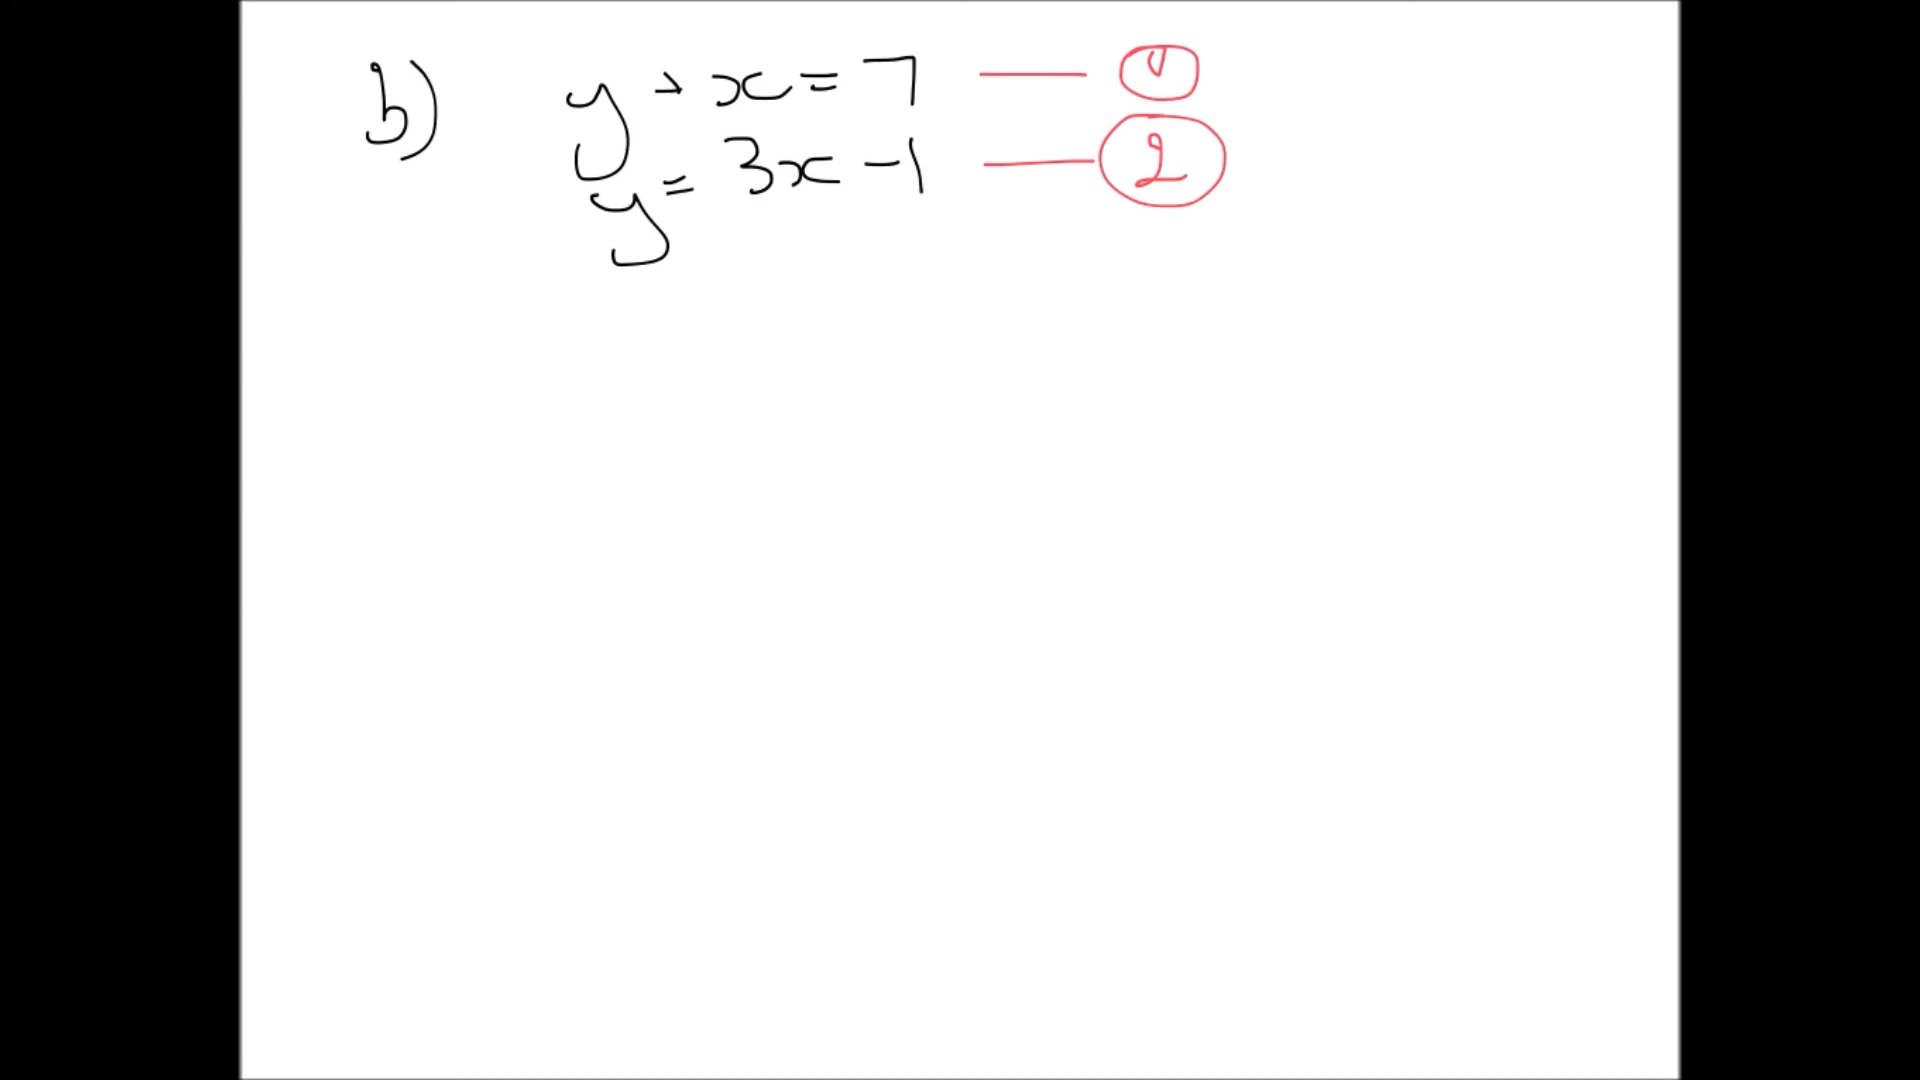 b) y + x = 7 —— ①
y = 3x - 1 —— ②